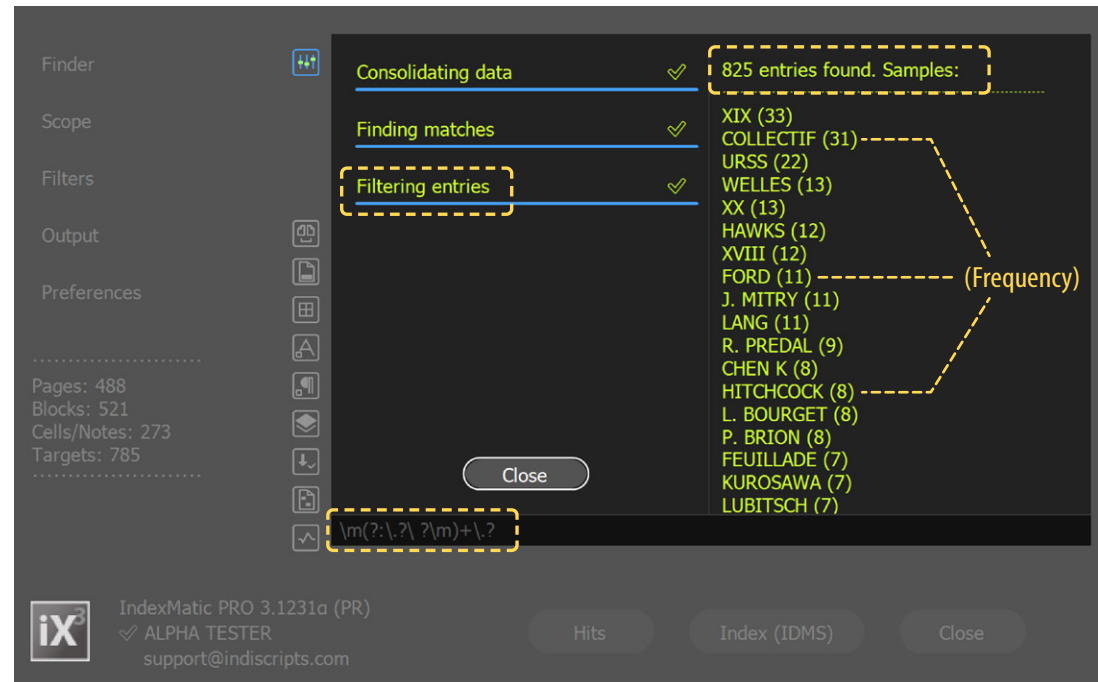 Finder
Scope
Filters
Output
Preferences
Pages: 488
Blocks: 521
Cells/Notes: 273
Targets: 785
Consolidating data
Finding matches
Filtering entries
Close
825 entries found. Samples:
XIX (33)
COLLECTIF (31)
URSS (22)
WELLES (13)
XX (13)
HAWKS (12)
XVIII (12)
FORD (11)
J. MITRY (11)
LANG (11)
R. PREDAL (9)
CHEN K (8)
HITCHCOCK (8)
L. BOURGET (8)
P. BRION (8)
FEUILLADE (7)
KUROSAWA (7)
LUBITSCH (7)
(Frequency)
\m(?:\.?\ ?\m)+\.?
iX3
IndexMatic PRO 3.1231α (PR)
ALPHA TESTER
support@indiscripts.com
Hits
Index (IDMS)
Close